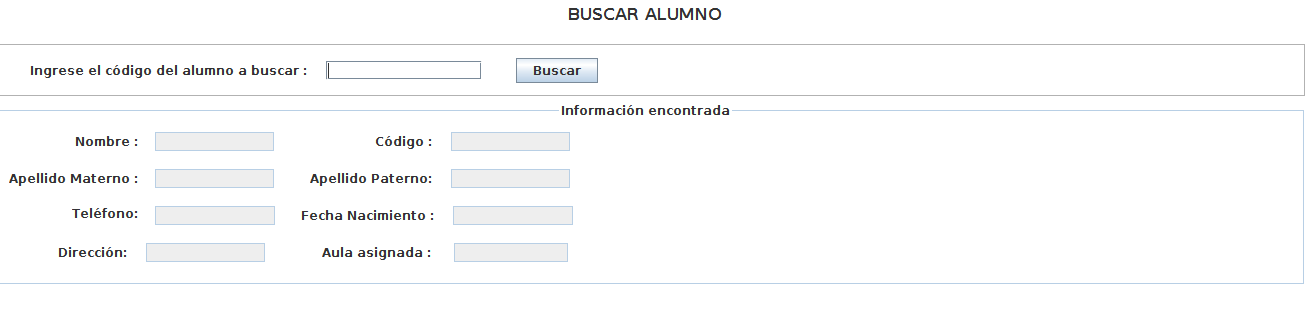 BUSCAR ALUMNO
Ingrese el código del alumno a buscar : Buscar
Información encontrada
Nombre : Código :
Apellido Materno : Apellido Paterno:
Teléfono: Fecha Nacimiento :
Dirección: Aula asignada :